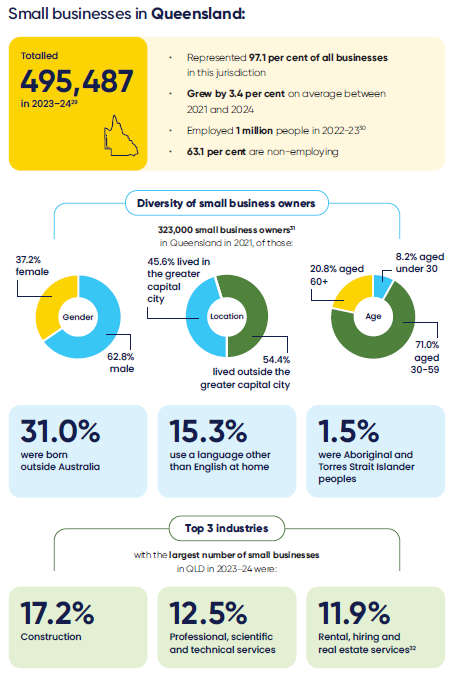 Small businesses in Queensland:
Totalled
495,487
in 2023–24²⁹
• Represented 97.1 per cent of all businesses
in this jurisdiction
• Grew by 3.4 per cent on average between
2021 and 2024
• Employed 1 million people in 2022-23³⁰
• 63.1 per cent are non-employing
Diversity of small business owners
323,000 small business owners³¹
in Queensland in 2021, of those:
37.2%
female
Gender
62.8%
male
45.6% lived in
the greater
capital
city
Location
54.4%
lived outside the
greater capital city
20.8% aged
60+
8.2% aged
under 30
Age
71.0%
aged
30-59
31.0%
were born
outside Australia
15.3%
use a language other
than English at home
1.5%
were Aboriginal and
Torres Strait Islander
peoples
Top 3 industries
with the largest number of small businesses
in QLD in 2023–24 were:
17.2%
Construction
12.5%
Professional, scientific
and technical services
11.9%
Rental, hiring and
real estate services³²